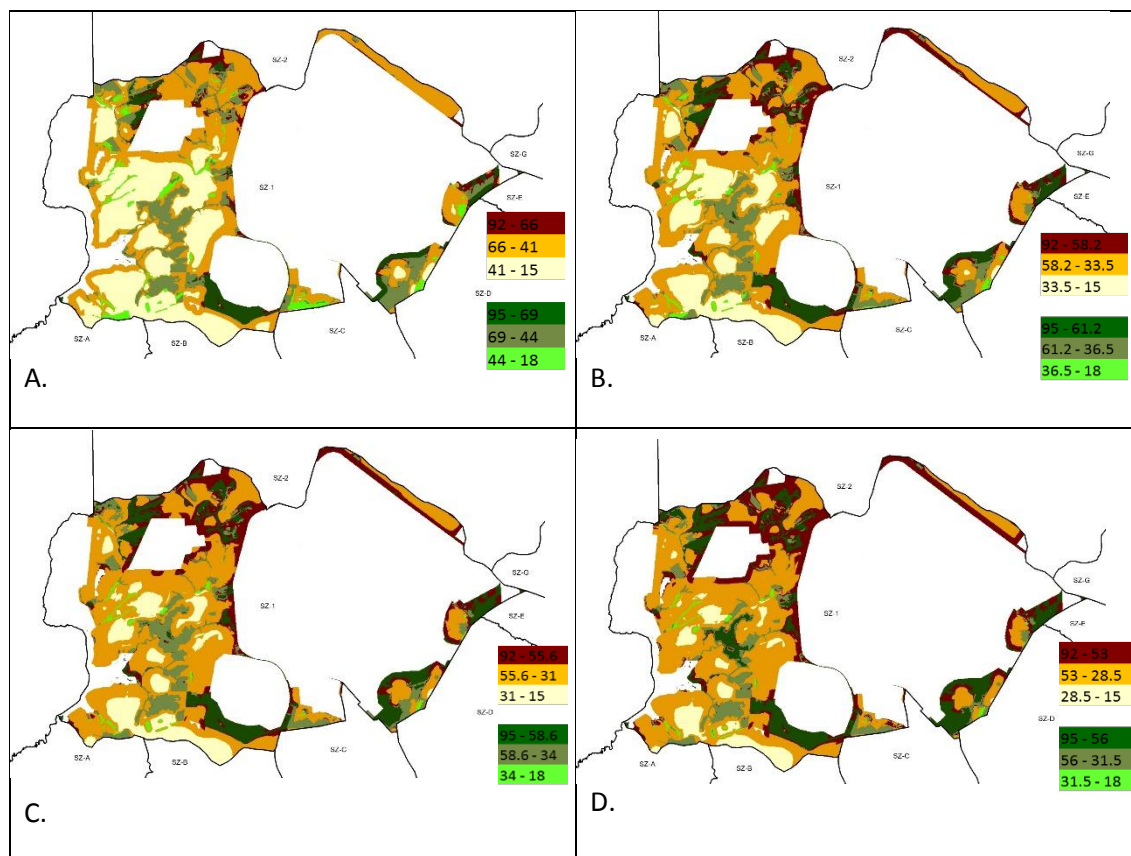 SZ-2
SZ-G
SZ-1
SZ-E
92 - 66
66 - 41
41 - 15
SZ-D
95 - 69
69 - 44
44 - 18
SZ-A
SZ-B
SZ-C
A.
SZ-2
SZ-G
SZ-1
SZ-E
92 - 58.2
58.2 - 33.5
33.5 - 15
SZ-D
95 - 61.2
61.2 - 36.5
36.5 - 18
SZ-A
SZ-B
SZ-C
B.
SZ-2
SZ-G
SZ-1
SZ-E
92 - 55.6
55.6 - 31
31 - 15
SZ-D
95 - 58.6
58.6 - 34
34 - 18
SZ-A
SZ-B
SZ-C
C.
SZ-2
SZ-G
SZ-1
SZ-E
92 - 53
53 - 28.5
28.5 - 15
SZ-D
95 - 56
56 - 31.5
31.5 - 18
SZ-A
SZ-B
SZ-C
D.